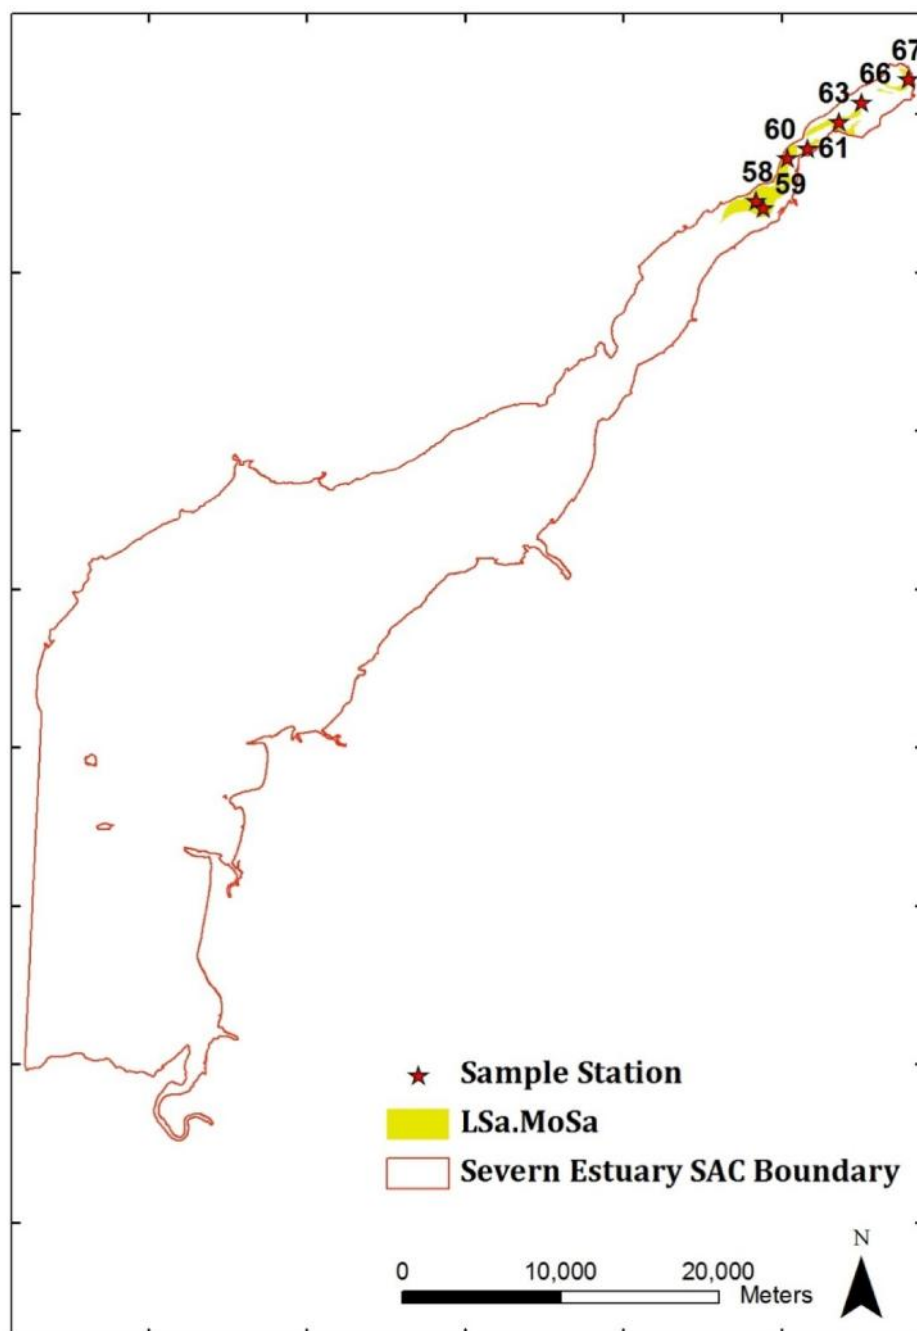 67
66
63
60
61
58
59
Sample Station
LSa.MoSa
Severn Estuary SAC Boundary
N
0 10,000 20,000
Meters